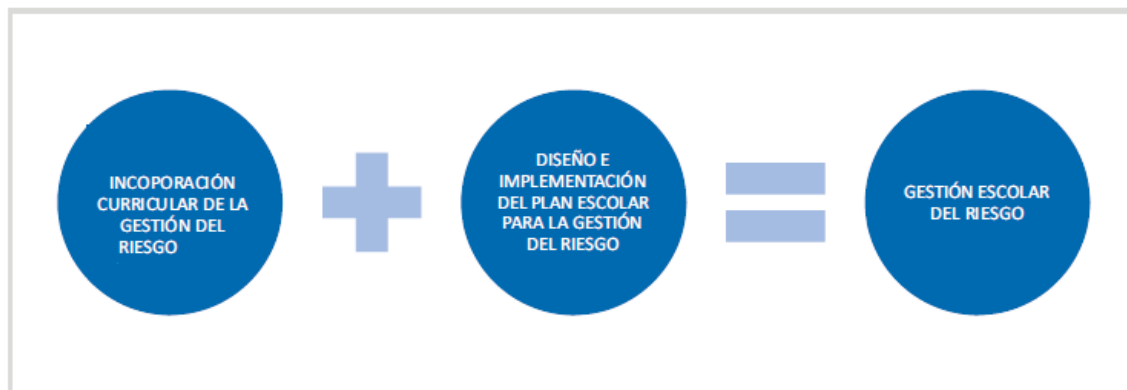 INCOPORACIÓN
CURRICULAR DE LA
GESTIÓN DEL
RIESGO
DISEÑO E
IMPLEMENTACIÓN
DEL PLAN ESCOLAR
PARA LA GESTIÓN
DEL RIESGO
GESTIÓN ESCOLAR
DEL RIESGO